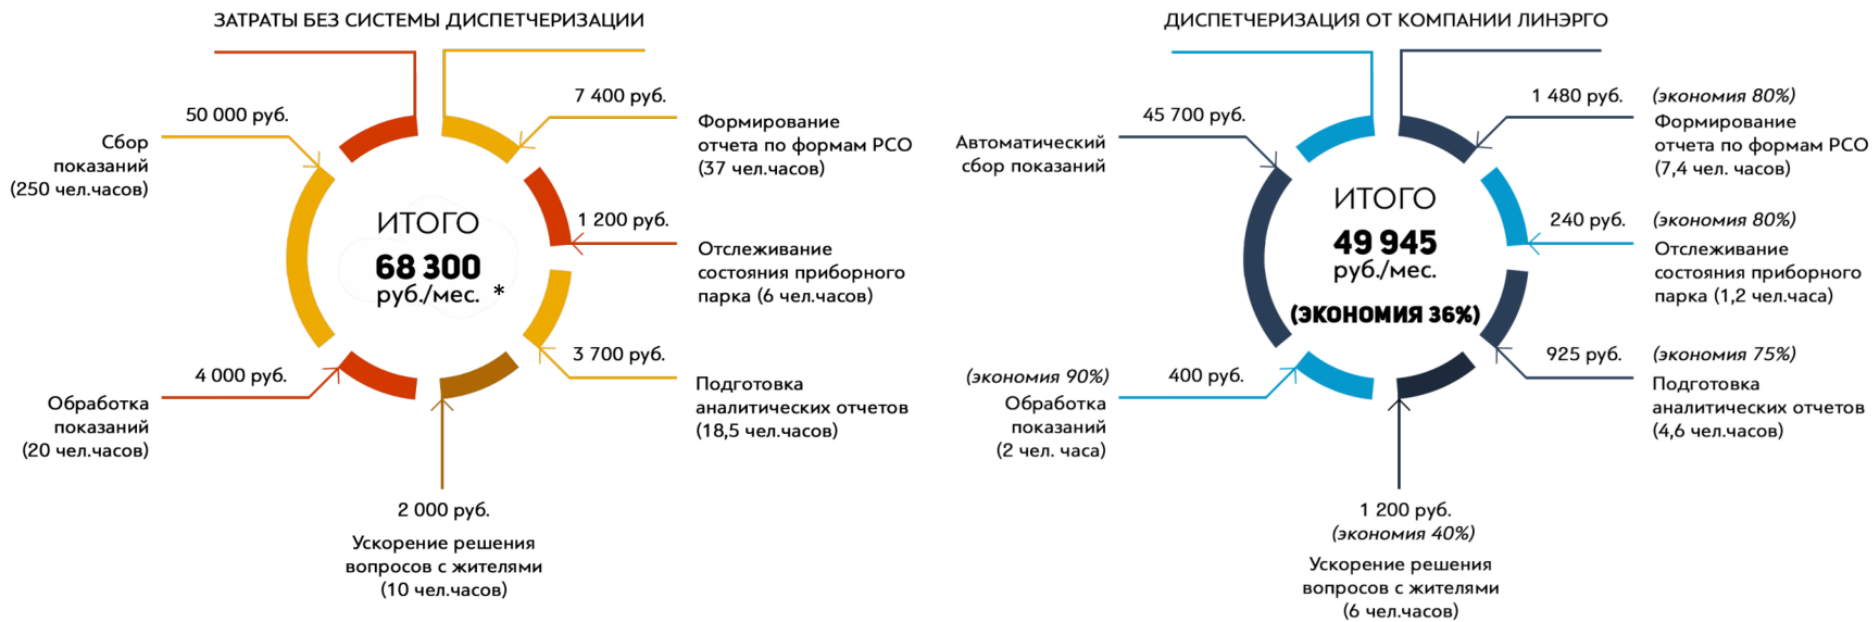 ЗАТРАТЫ БЕЗ СИСТЕМЫ ДИСПЕТЧЕРИЗАЦИИ
50 000 руб.
Сбор
показаний
(250 чел.часов)
7 400 руб.
Формирование
отчета по формам РСО
(37 чел.часов)
1 200 руб.
Отслеживание
состояния приборного
парка (6 чел.часов)
ИТОГО
68 300
руб./мес. *
3 700 руб.
Подготовка
аналитических отчетов
(18,5 чел.часов)
4 000 руб.
Обработка
показаний
(20 чел.часов)
2 000 руб.
Ускорение решения
вопросов с жителями
(10 чел.часов)
ДИСПЕТЧЕРИЗАЦИЯ ОТ КОМПАНИИ ЛИНЭРГО
45 700 руб.
Автоматический
сбор показаний
1 480 руб.
(экономия 80%)
Формирование
отчета по формам РСО
(7,4 чел. часов)
240 руб.
(экономия 80%)
Отслеживание
состояния приборного
парка (1,2 чел.часа)
ИТОГО
49 945
руб./мес.
(ЭКОНОМИЯ 36%)
925 руб.
(экономия 75%)
Подготовка
аналитических отчетов
(4,6 чел.часов)
(экономия 90%)
400 руб.
Обработка
показаний
(2 чел. часа)
1 200 руб.
(экономия 40%)
Ускорение решения
вопросов с жителями
(6 чел.часов)